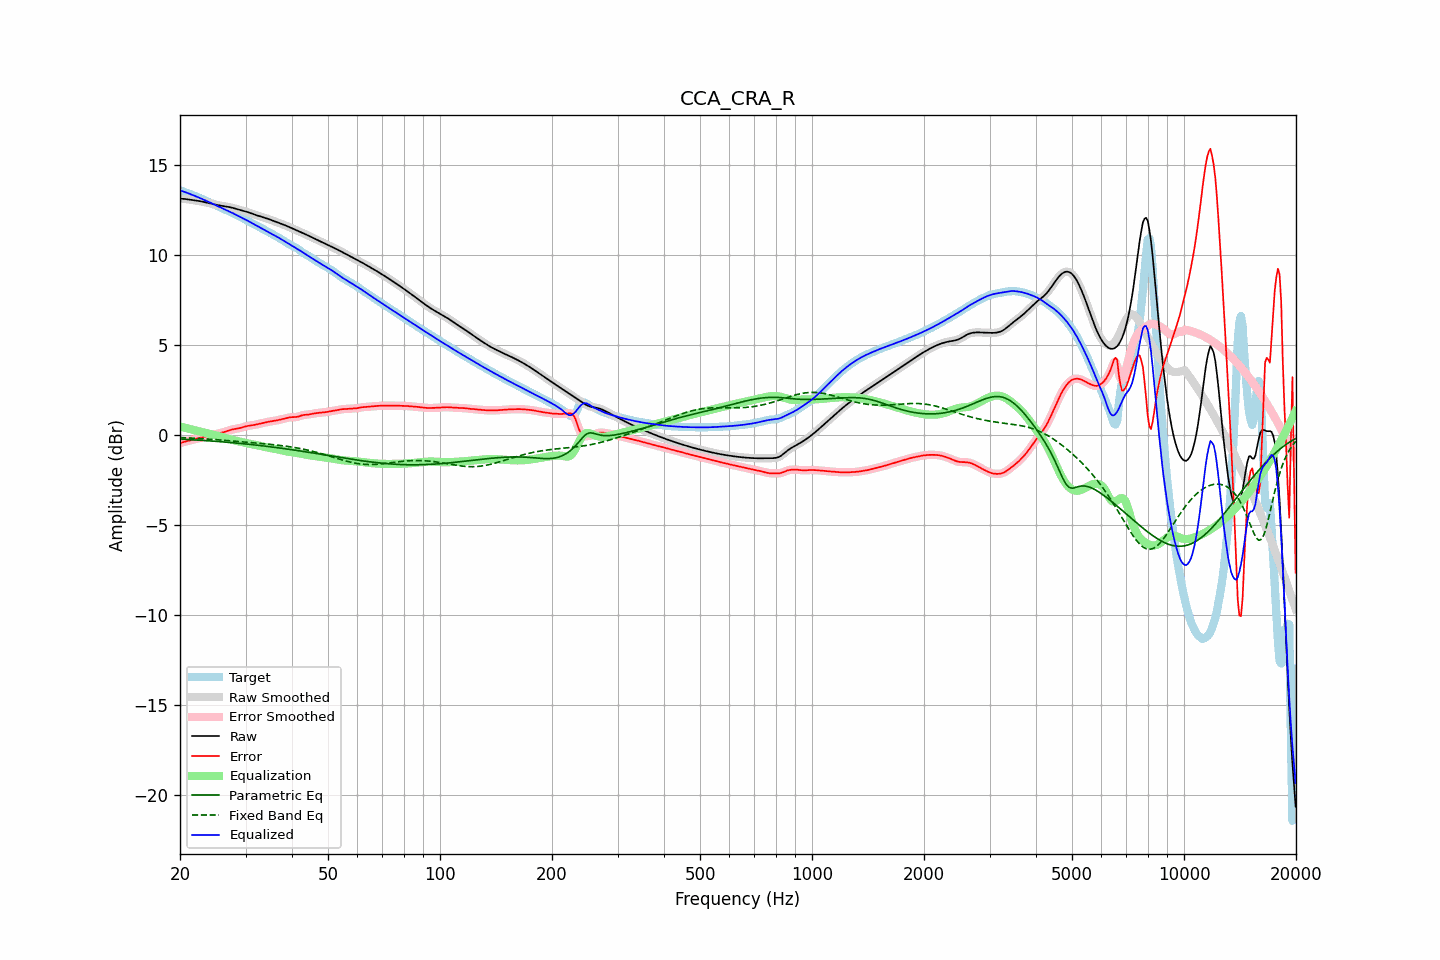 CCA_CRA_R
Amplitude (dBr)
15
10
5
0
−5
−10
−15
−20
Target
Raw Smoothed
Error Smoothed
Raw
Error
Equalization
Parametric Eq
Fixed Band Eq
Equalized
20
50
100
200
500
1000
2000
5000
10000
20000
Frequency (Hz)